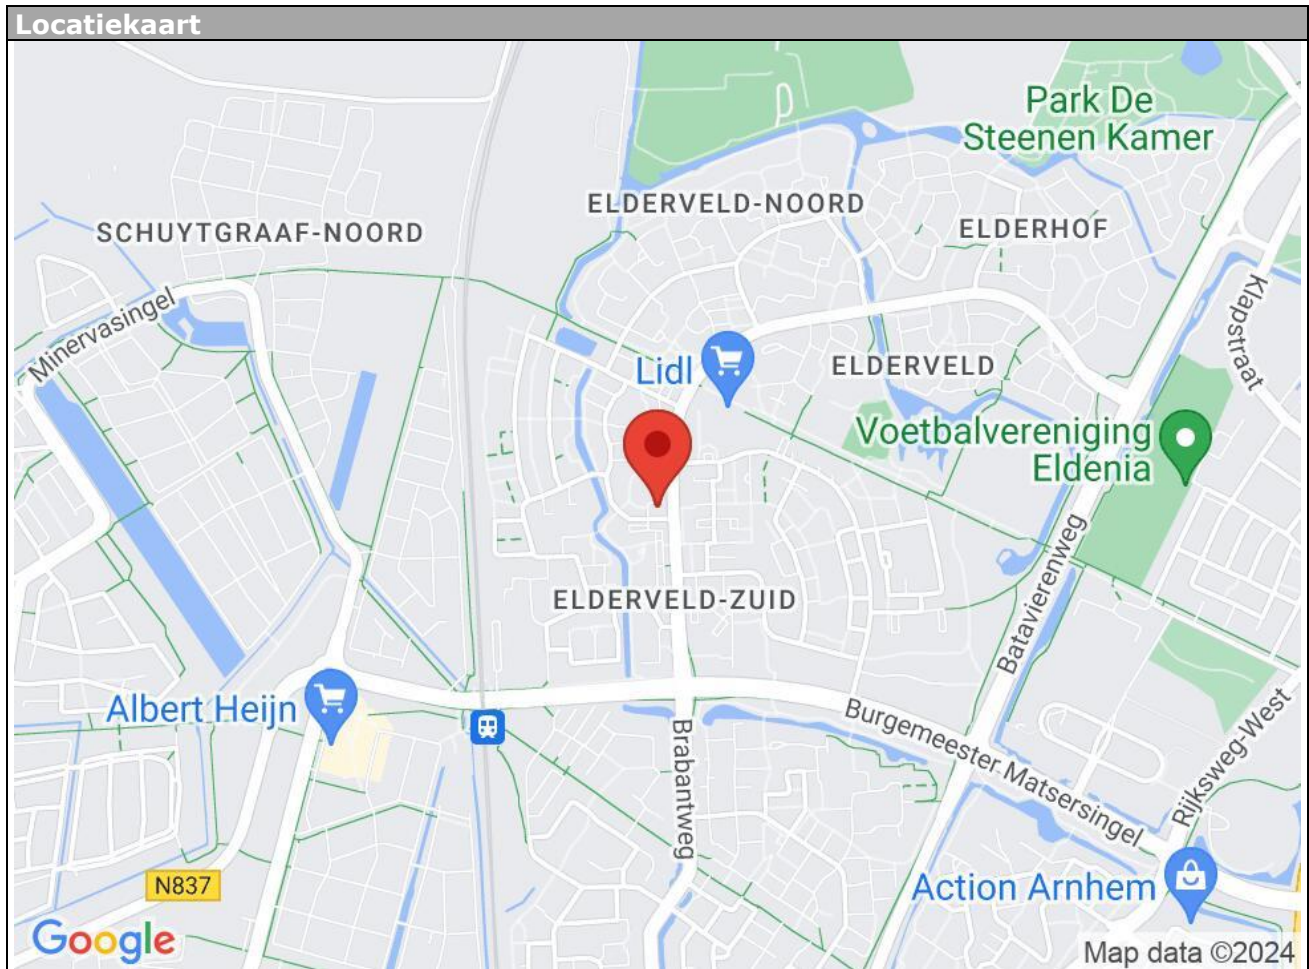 Locatiekaart
Park De
Steenen Kamer
ELDERVELD-NOORD
ELDERHOF
SCHUYTGRAAF-NOORD
Minervasingel
Klapstraat
Lidl
ELDERVELD
Voetbalvereniging
Eldenia
Batavierenweg
ELDERVELD-ZUID
Albert Heijn
Burgemeester Matsersingel
Brabantweg
Rijksweg-West
N837
Action Arnhem
Google
Map data ©2024